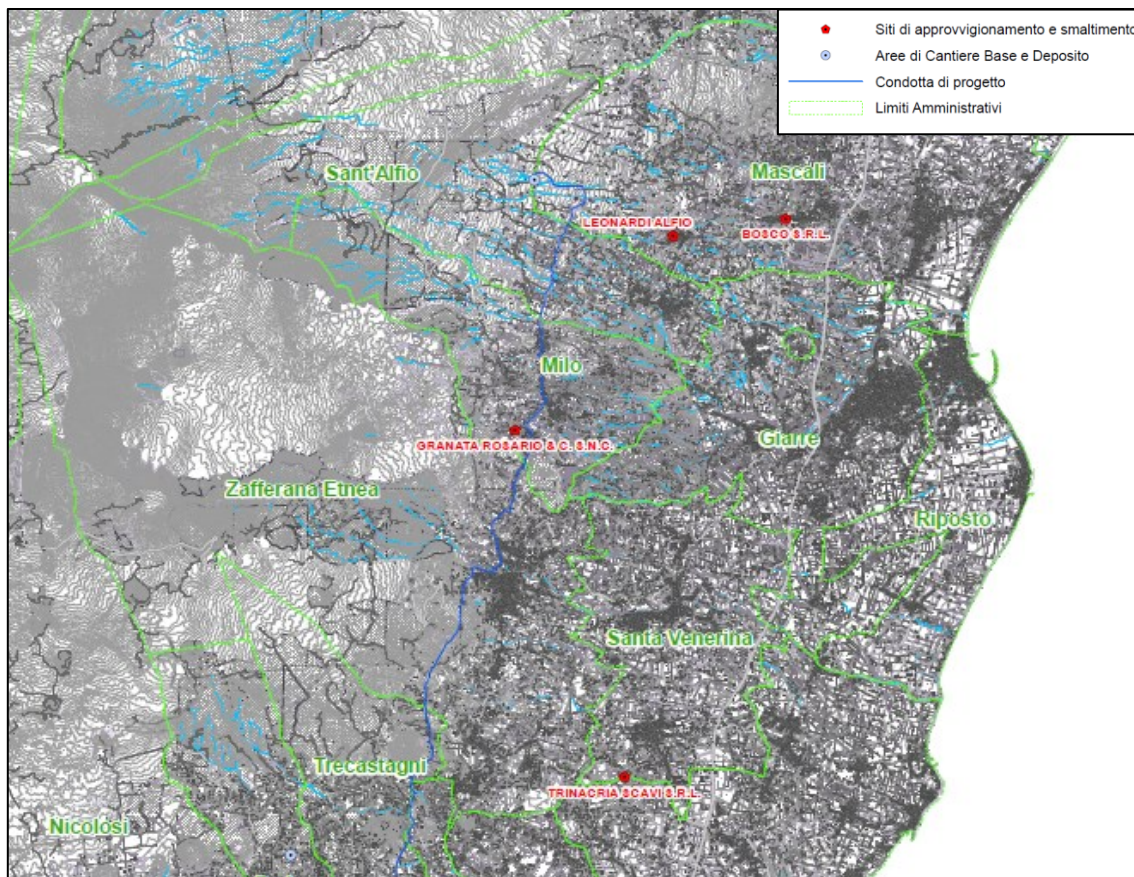 Siti di approvvigionamento e smaltimento
Aree di Cantiere Base e Deposito
Condotta di progetto
Limiti Amministrativi
Sant'Alfio
Mascali
LEONARDI ALFIO
BOSCO S.R.L.
Milo
GRANATA ROSARIO & C. S.N.C.
Giarre
Zafferana Etnea
Riposto
Santa Venerina
Trecastagni
TRINACRIA SCAVI S.R.L.
Nicolosi